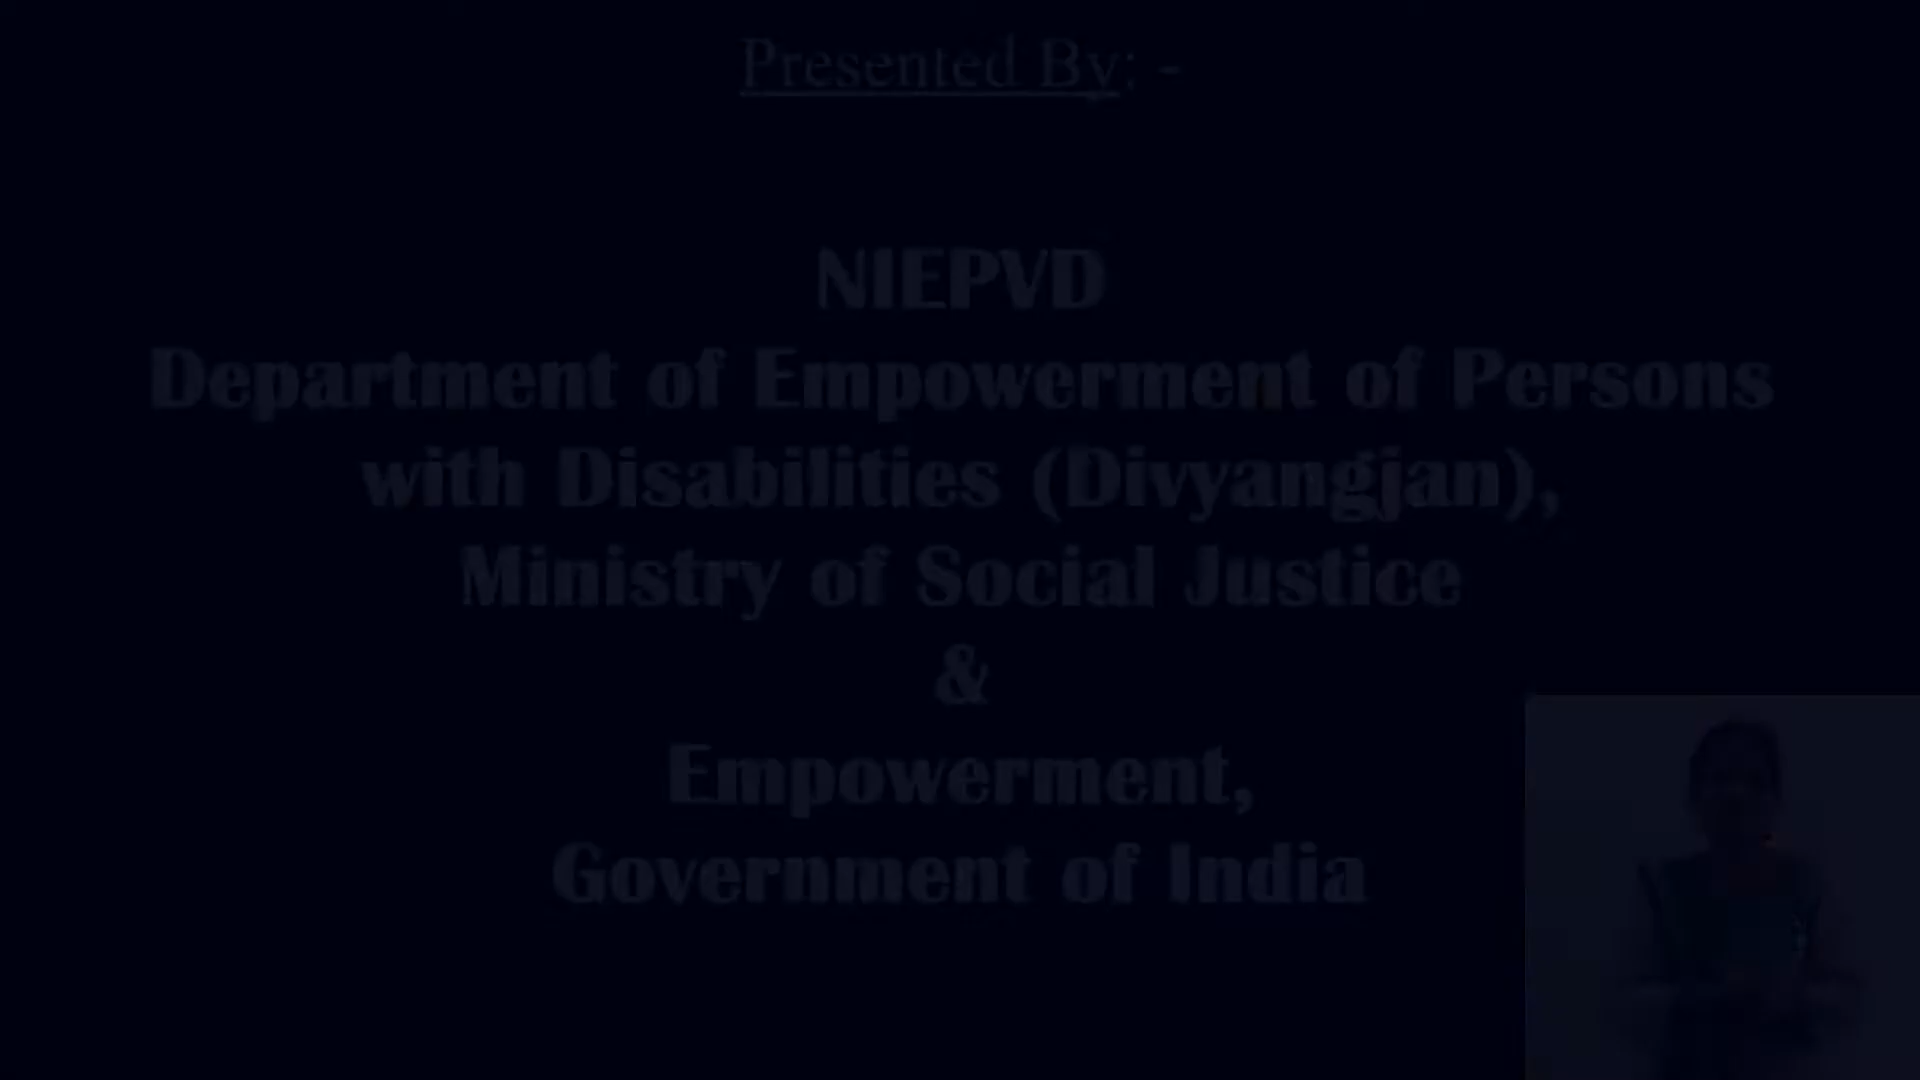 Presented By: -
NIEPVD
Department of Empowerment of Persons
with Disabilities (Divyangjan),
Ministry of Social Justice
&
Empowerment,
Government of India